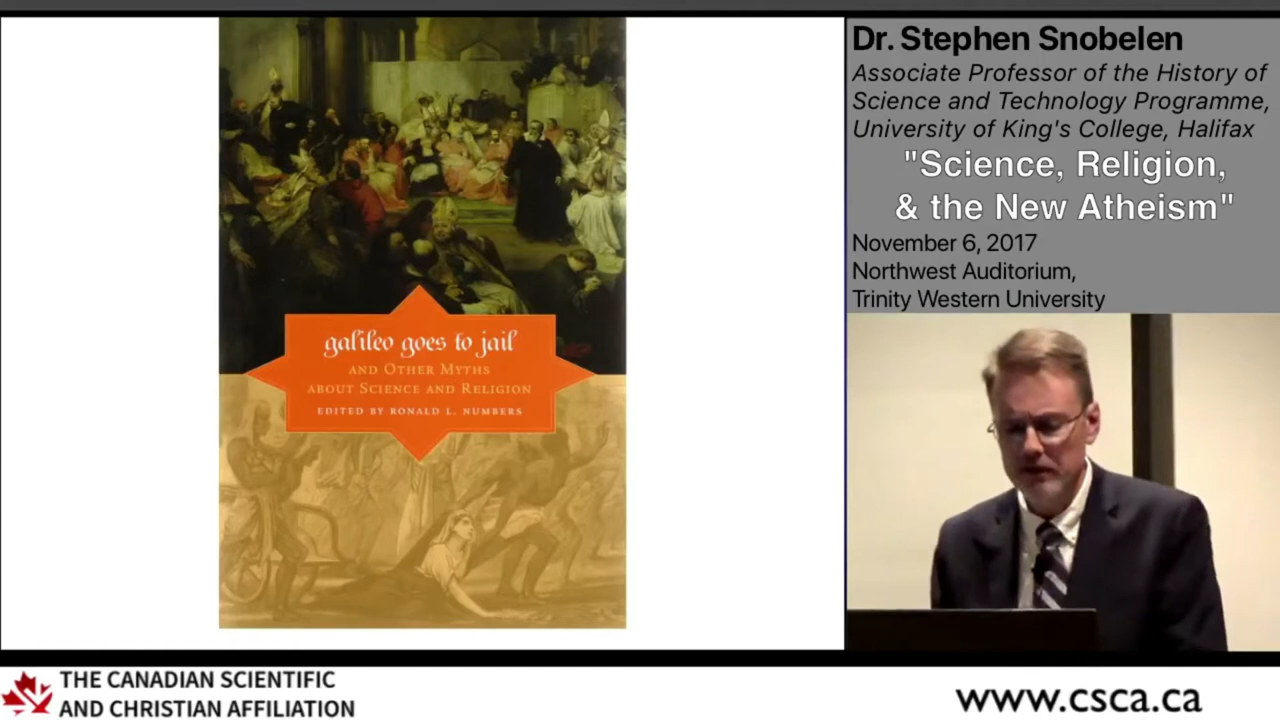 galileo goes to jail
AND OTHER MYTHS
ABOUT SCIENCE AND RELIGION
EDITED BY RONALD L. NUMBERS
Dr. Stephen Snobelen
Associate Professor of the History of
Science and Technology Programme,
University of King's College, Halifax
"Science, Religion,
& the New Atheism"
November 6, 2017
Northwest Auditorium,
Trinity Western University
THE CANADIAN SCIENTIFIC
AND CHRISTIAN AFFILIATION
www.csca.ca